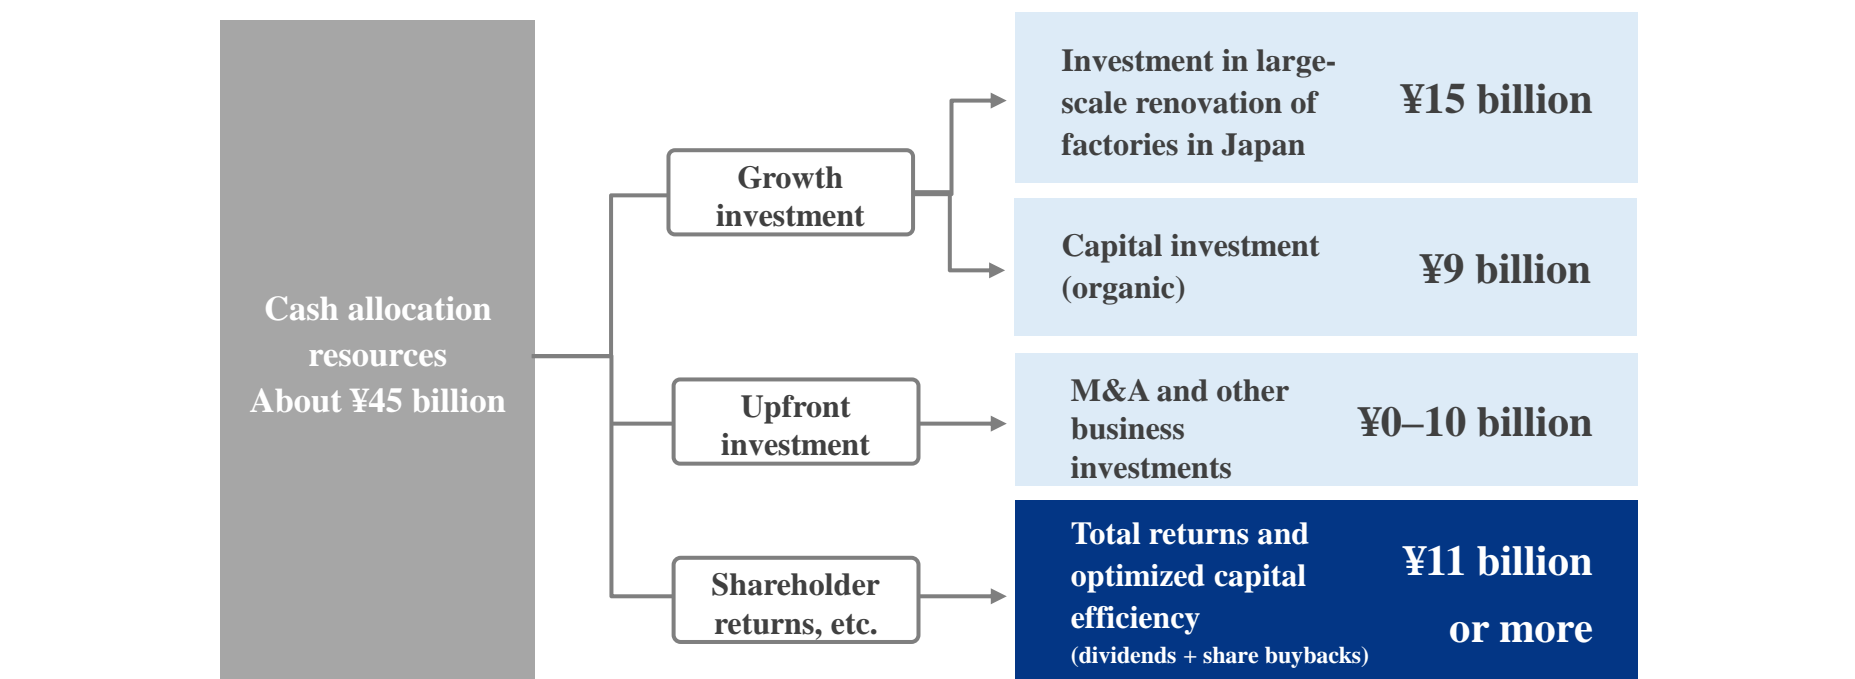 Cash allocation
resources
About ¥45 billion
Growth
investment
Investment in large-
scale renovation of
factories in Japan
¥15 billion
Capital investment
(organic)
¥9 billion
Upfront
investment
M&A and other
business
investments
¥0–10 billion
Shareholder
returns, etc.
Total returns and
optimized capital
efficiency
(dividends + share buybacks)
¥11 billion
or more